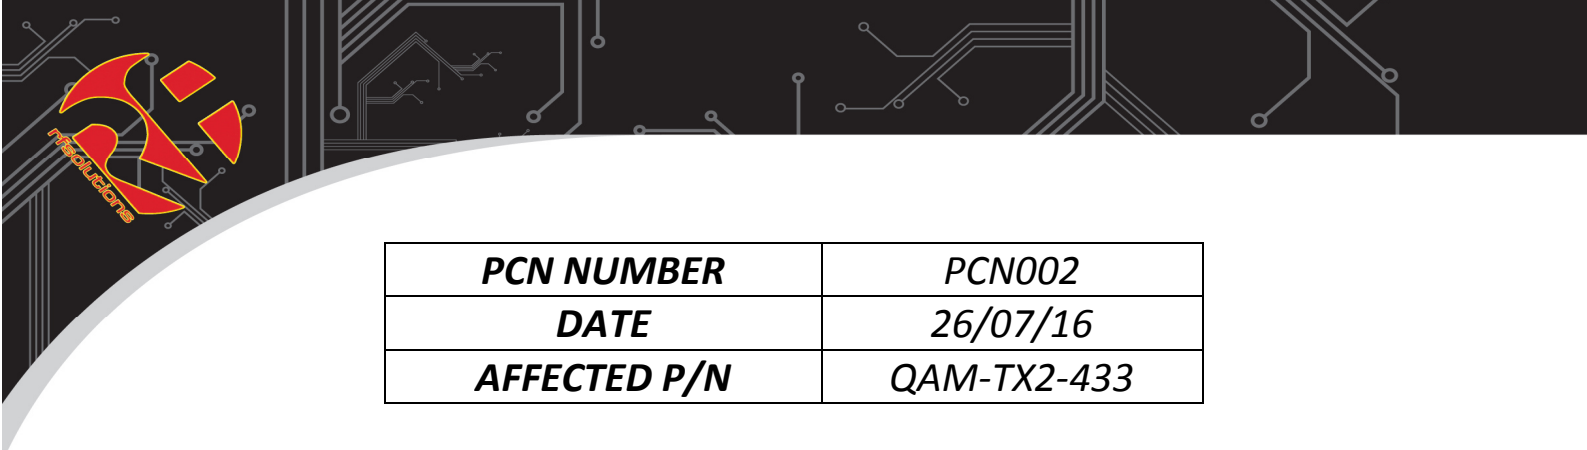 rfsolutions
PCN NUMBER PCN002
DATE 26/07/16
AFFECTED P/N QAM-TX2-433